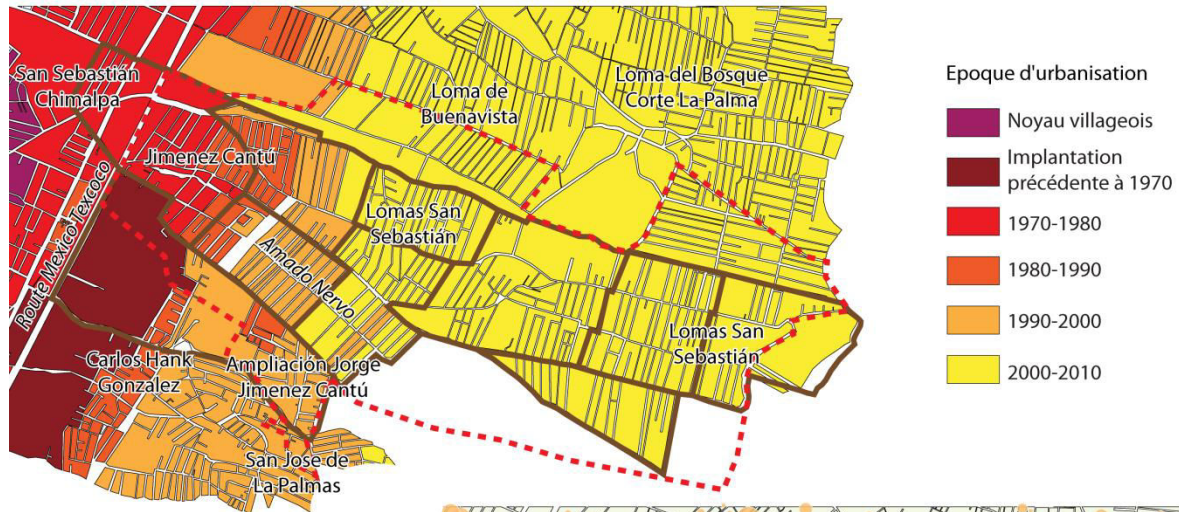 San Sebastián
Chimalpa
Jimenez Cantú
Route Mexico Texcoco
Loma de
Buenavista
Loma del Bosque
Corte La Palma
Lomas San
Sebastián
Amado Nervo
Lomas San
Sebastián
Carlos Hank
Gonzalez
Ampliación Jorge
Jimenez Cantú
San Jose de
La Palmas
Epoque d'urbanisation
Noyau villageois
Implantation
précédente à 1970
1970-1980
1980-1990
1990-2000
2000-2010